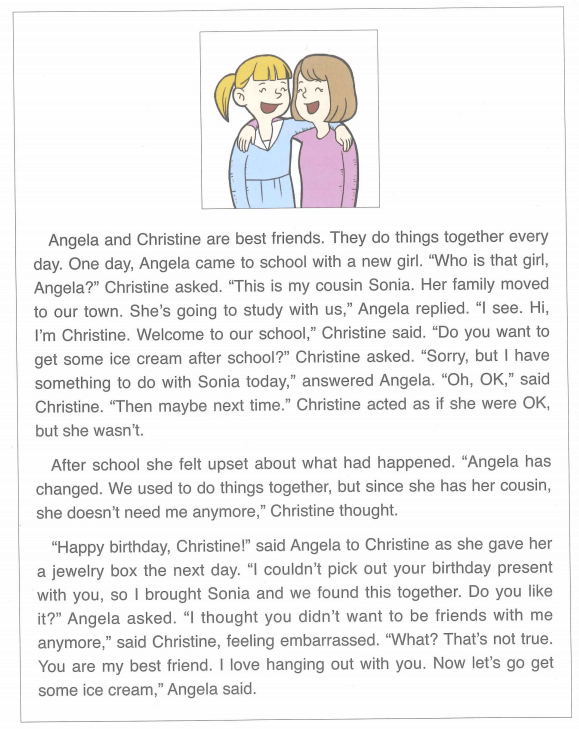 Angela and Christine are best friends. They do things together every
day. One day, Angela came to school with a new girl. “Who is that girl,
Angela?” Christine asked. “This is my cousin Sonia. Her family moved
to our town. She’s going to study with us,” Angela replied. “I see. Hi,
I’m Christine. Welcome to our school,” Christine said. “Do you want to
get some ice cream after school?” Christine asked. “Sorry, but I have
something to do with Sonia today,” answered Angela. “Oh, OK,” said
Christine. “Then maybe next time.” Christine acted as if she were OK,
but she wasn’t.
After school she felt upset about what had happened. “Angela has
changed. We used to do things together, but since she has her cousin,
she doesn’t need me anymore,” Christine thought.
“Happy birthday, Christine!” said Angela to Christine as she gave her
a jewelry box the next day. “I couldn’t pick out your birthday present
with you, so I brought Sonia and we found this together. Do you like
it?” Angela asked. “I thought you didn’t want to be friends with me
anymore,” said Christine, feeling embarrassed. “What? That’s not true.
You are my best friend. I love hanging out with you. Now let’s go get
some ice cream,” Angela said.